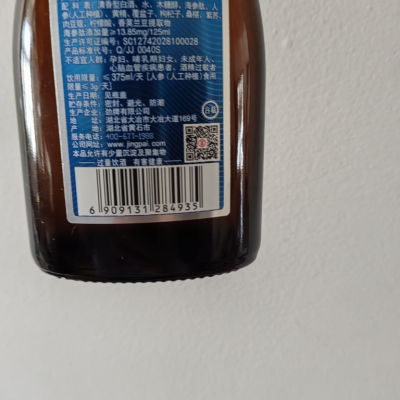 配 料 表：清香型白酒、水、木糖醇、海参肽、人
参（人工种植）、黄精、覆盆子、枸杞子、桑椹、紫苏、
肉豆蔻、柠檬酸、香荚兰豆提取物
海参肽添加量≥13.85mg/125ml
生产许可证编号：SC12742028100028
产品标准代号：Q/JJ 0040S
不适宜人群：孕妇、哺乳期妇女、未成年人、
心脑血管疾病患者、酒精过敏者
饮用限量：≤375ml/天【人参（人工种植）食用
限量≤3g/天】
生产日期：见瓶盖
贮存条件：密封、避光、防潮
生产企业：劲牌有限公司
地 址：湖北省大冶市大冶大道169号
产 地：湖北省黄石市
服务电话：400-677-1998
网 址：www.jingpai.com
本品允许有少量沉淀及聚集物
过量饮酒 有害健康
6 909131 284935